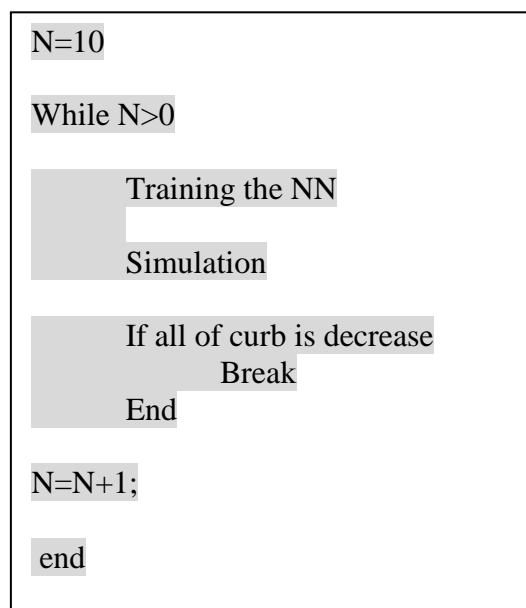 N=10
While N>0
Training the NN
Simulation
If all of curb is decrease
Break
End
N=N+1;
end